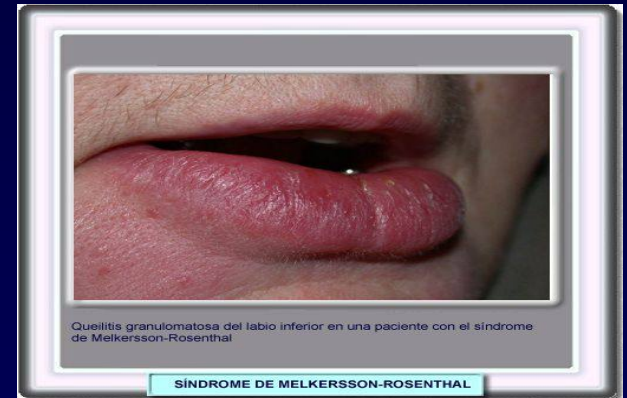 Queilitis granulomatosa del labio inferior en una paciente con el síndrome
de Melkersson-Rosenthal
SÍNDROME DE MELKERSSON-ROSENTHAL